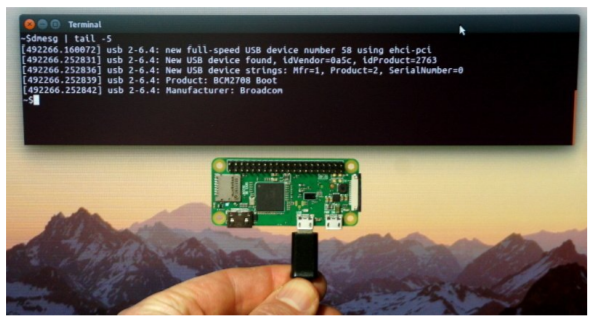 Terminal
~$dmesg | tail -5
[492266.160072] usb 2-6.4: new full-speed USB device number 58 using ehci-pci
[492266.252831] usb 2-6.4: New USB device found, idVendor=0a5c, idProduct=2763
[492266.252836] usb 2-6.4: New USB device strings: Mfr=1, Product=2, SerialNumber=0
[492266.252839] usb 2-6.4: Product: BCM2708 Boot
[492266.252842] usb 2-6.4: Manufacturer: Broadcom
~$